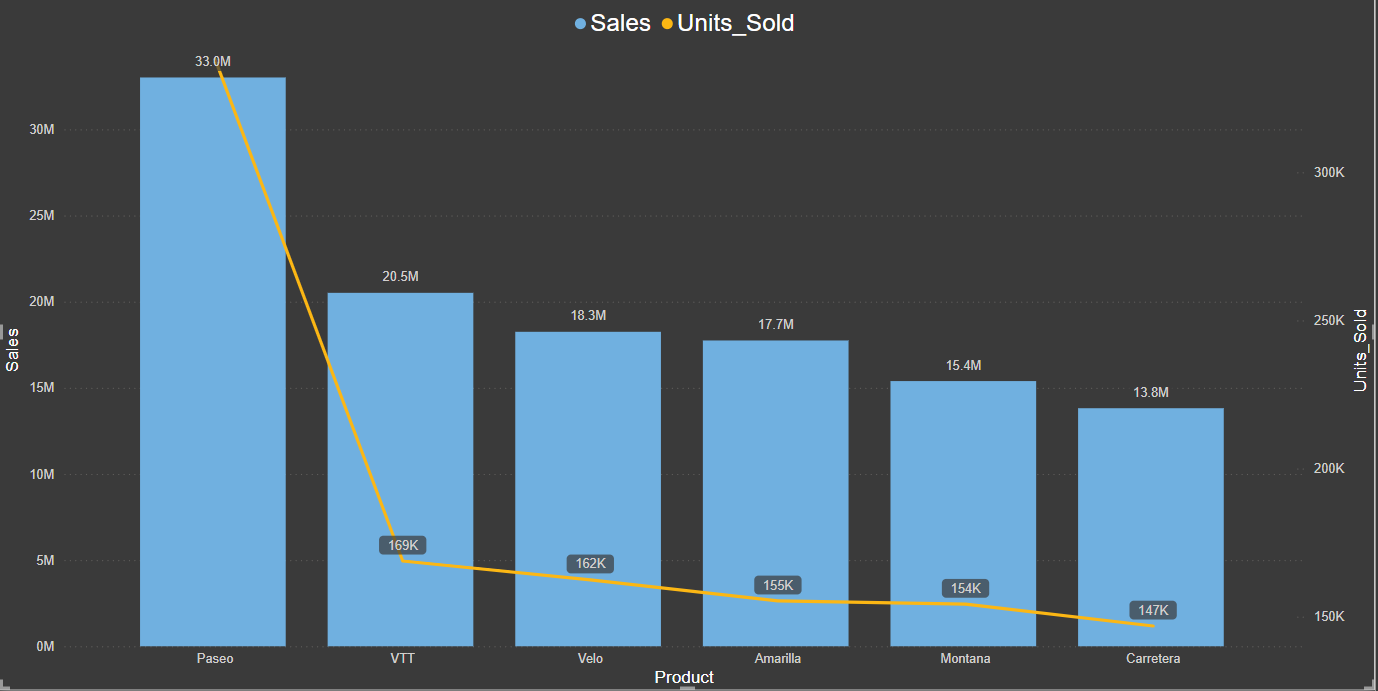 Sales Units_Sold
33.0M
30M
300K
25M
20.5M
20M
18.3M
17.7M
250K
Sales
Units_Sold
15M
15.4M
13.8M
10M
200K
169K
5M
162K
155K
154K
147K
150K
0M
Paseo VTT Velo Amarilla Montana Carretera
Product